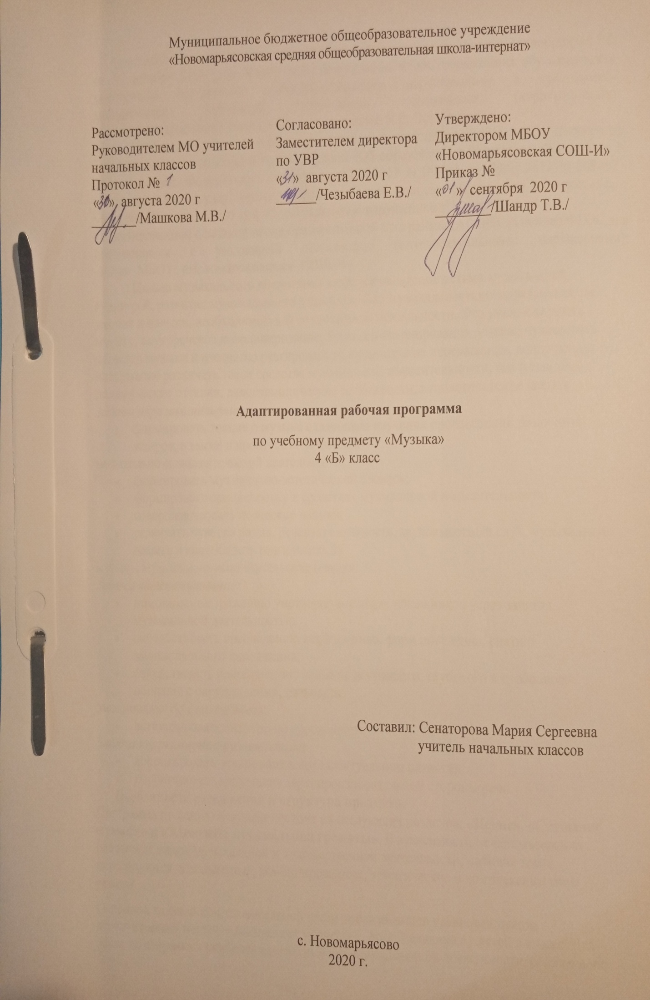 Муниципальное бюджетное общеобразовательное учреждение
«Новомарьясовская средняя общеобразовательная школа-интернат»
Рассмотрено:
Руководителем МО учителей
начальных классов
Протокол № 1
«30» августа 2020 г
/Машкова М.В./
Согласовано:
Заместителем директора
по УВР
«31» августа 2020 г
/Чезыбаева Е.В./
Утверждено:
Директором МБОУ
«Новомарьясовская СОШ-И»
Приказ №
«01» сентября 2020 г
/Шандр Т.В./
Адаптированная рабочая программа
по учебному предмету «Музыка»
4 «Б» класс
Составил: Сенаторова Мария Сергеевна
учитель начальных классов
с. Новомарьясово
2020 г.